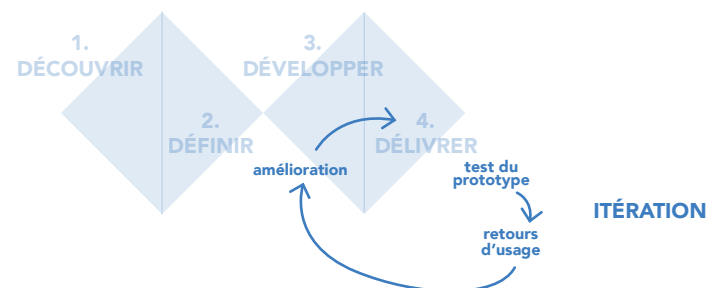 1.
DÉCOUVRIR
2.
DÉFINIR
3.
DÉVELOPPER
4.
DÉLIVRER
test du
prototype
retours
d’usage
amélioration
ITÉRATION